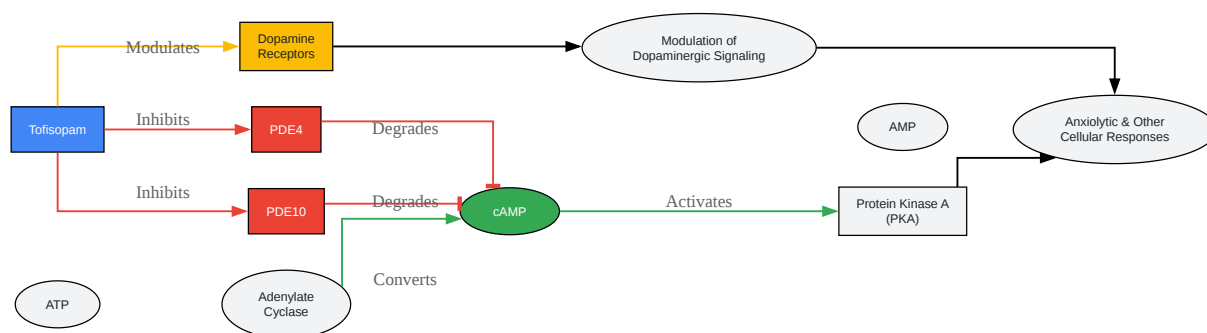 Modulates
Dopamine
Receptors
Modulation of
Dopaminergic Signaling
Tofisopam
Inhibits
PDE4
Degrades
AMP
Anxiolytic & Other
Cellular Responses
Inhibits
PDE10
Degrades
cAMP
Activates
Protein Kinase A
(PKA)
ATP
Adenylate
Cyclase
Converts